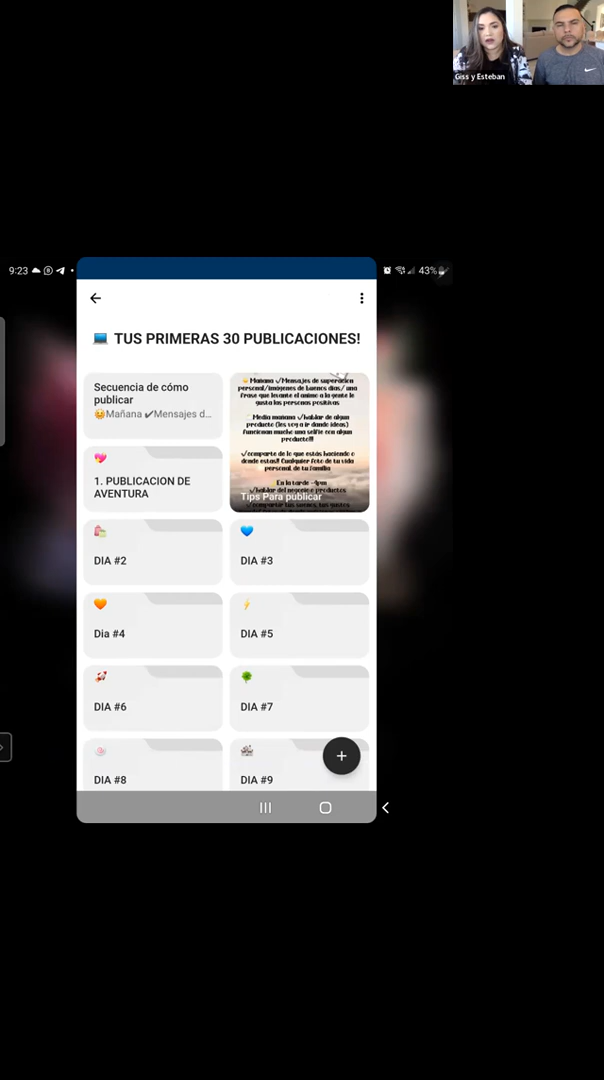 Giss y Esteban
9:23
43%
TUS PRIMERAS 30 PUBLICACIONES!
Secuencia de cómo
publicar
Mañana ✔Mensajes d...
Mañana ✓Mensajes de superación
personal/imágenes de buenos días/ una
frase que levante el animo a la gente le
gusta las personas positivas
Media mañana ✓hablar de algun
producto (les voy a ir dando ideas)
funcionan mucho una selfie con algun
producto!!!
✓comparte de lo que estás haciendo o
donde estas!! Cualquier foto de tu vida
personal de tu familia
En la tarde 4pm
✓hablar del negocio o productos
Tips Para publicar
1. PUBLICACION DE
AVENTURA
DIA #2
DIA #3
Dia #4
DIA #5
DIA #6
DIA #7
DIA #8
DIA #9